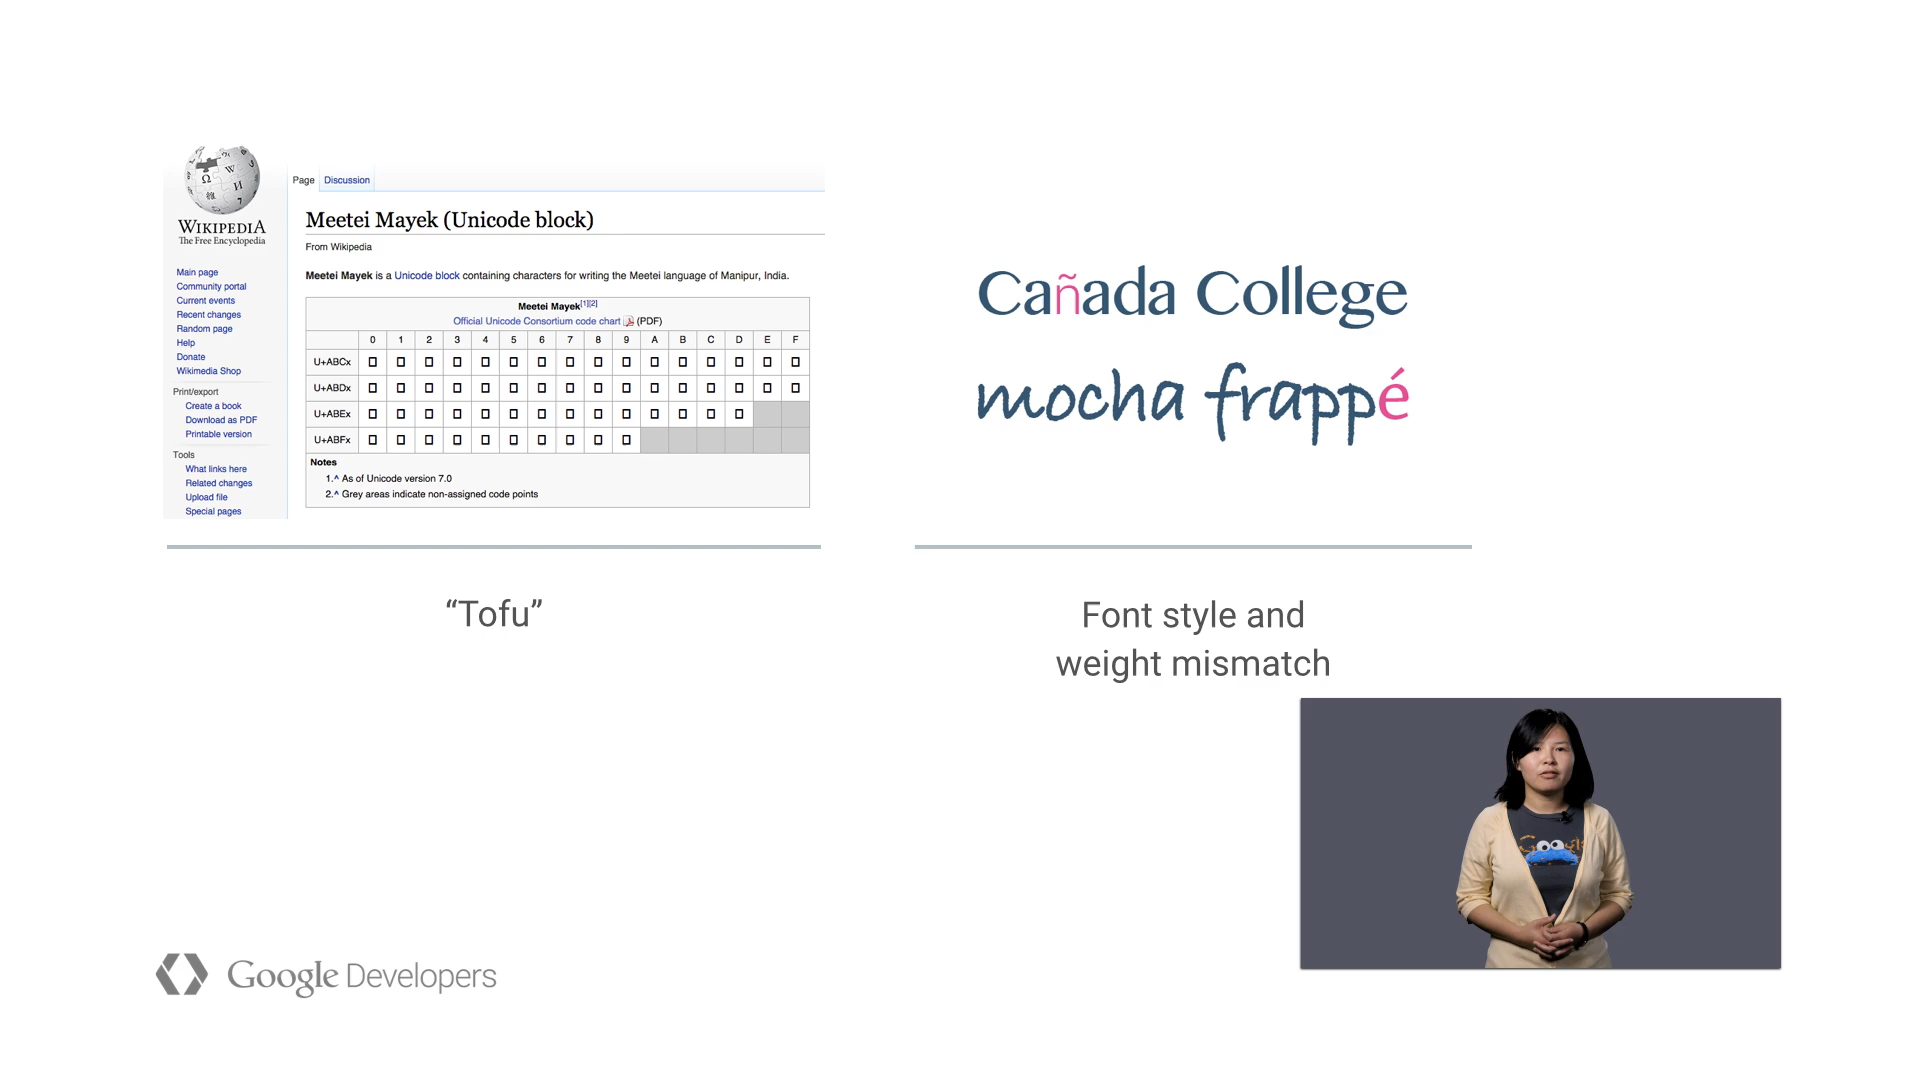 WIKIPEDIA
The Free Encyclopedia
Main page
Community portal
Current events
Recent changes
Random page
Help
Donate
Wikimedia Shop
Print/export
Create a book
Download as PDF
Printable version
Tools
What links here
Related changes
Upload file
Special pages
Page Discussion
Meetei Mayek (Unicode block)
From Wikipedia
Meetei Mayek is a Unicode block containing characters for writing the Meetei language of Manipur, India.
Meetei Mayek[1][2]
Official Unicode Consortium code chart (PDF)
0 1 2 3 4 5 6 7 8 9 A B C D E F
U+ABCx
U+ABDx
U+ABEx
U+ABFx
Notes
1.^ As of Unicode version 7.0
2.^ Grey areas indicate non-assigned code points
“Tofu”
Cañada College
mocha frappé
Font style and
weight mismatch
Google Developers